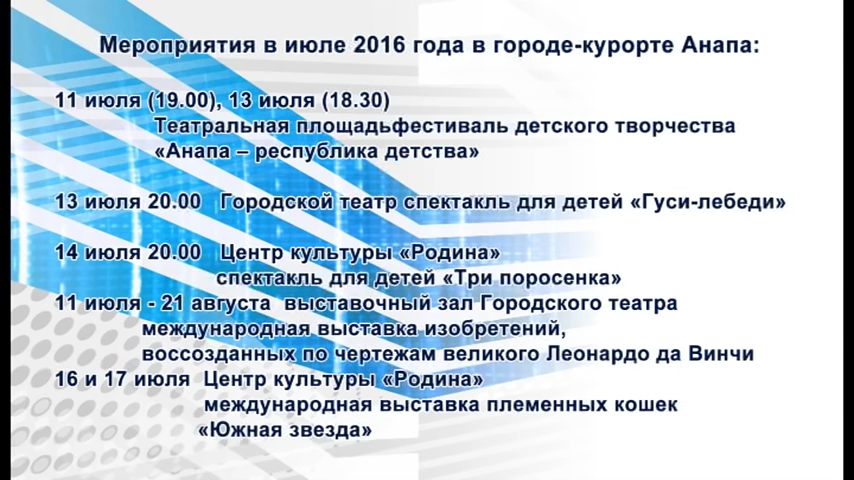 Мероприятия в июле 2016 года в городе-курорте Анапа:
11 июля (19.00), 13 июля (18.30)
Театральная площадьфестиваль детского творчества
«Анапа – республика детства»
13 июля 20.00 Городской театр спектакль для детей «Гуси-лебеди»
14 июля 20.00 Центр культуры «Родина»
спектакль для детей «Три поросенка»
11 июля - 21 августа выставочный зал Городского театра
международная выставка изобретений,
воссозданных по чертежам великого Леонардо да Винчи
16 и 17 июля Центр культуры «Родина»
международная выставка племенных кошек
«Южная звезда»